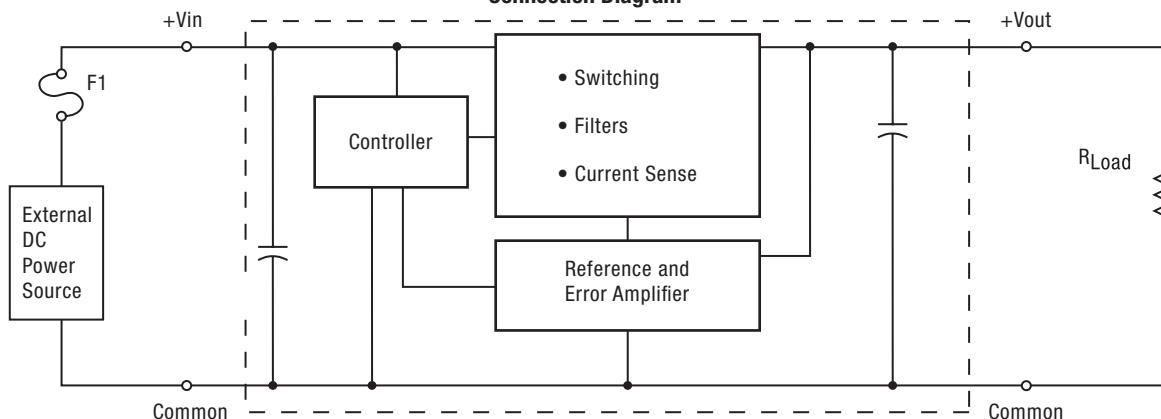 Connection Diagram
+Vin
+Vout
F1
• Switching
• Filters
• Current Sense
Controller
RLoad
External
DC
Power
Source
Reference and
Error Amplifier
Common
Common